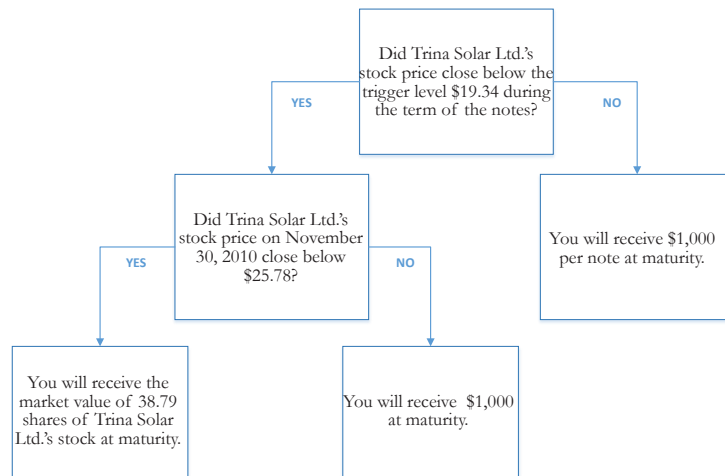 Did Trina Solar Ltd.'s
stock price close below the
trigger level $19.34 during
the term of the notes?
YES
NO
Did Trina Solar Ltd.'s
stock price on November
30, 2010 close below
$25.78?
You will receive $1,000
per note at maturity.
YES
NO
You will receive the
market value of 38.79
shares of Trina Solar
Ltd.'s stock at maturity.
You will receive $1,000
at maturity.